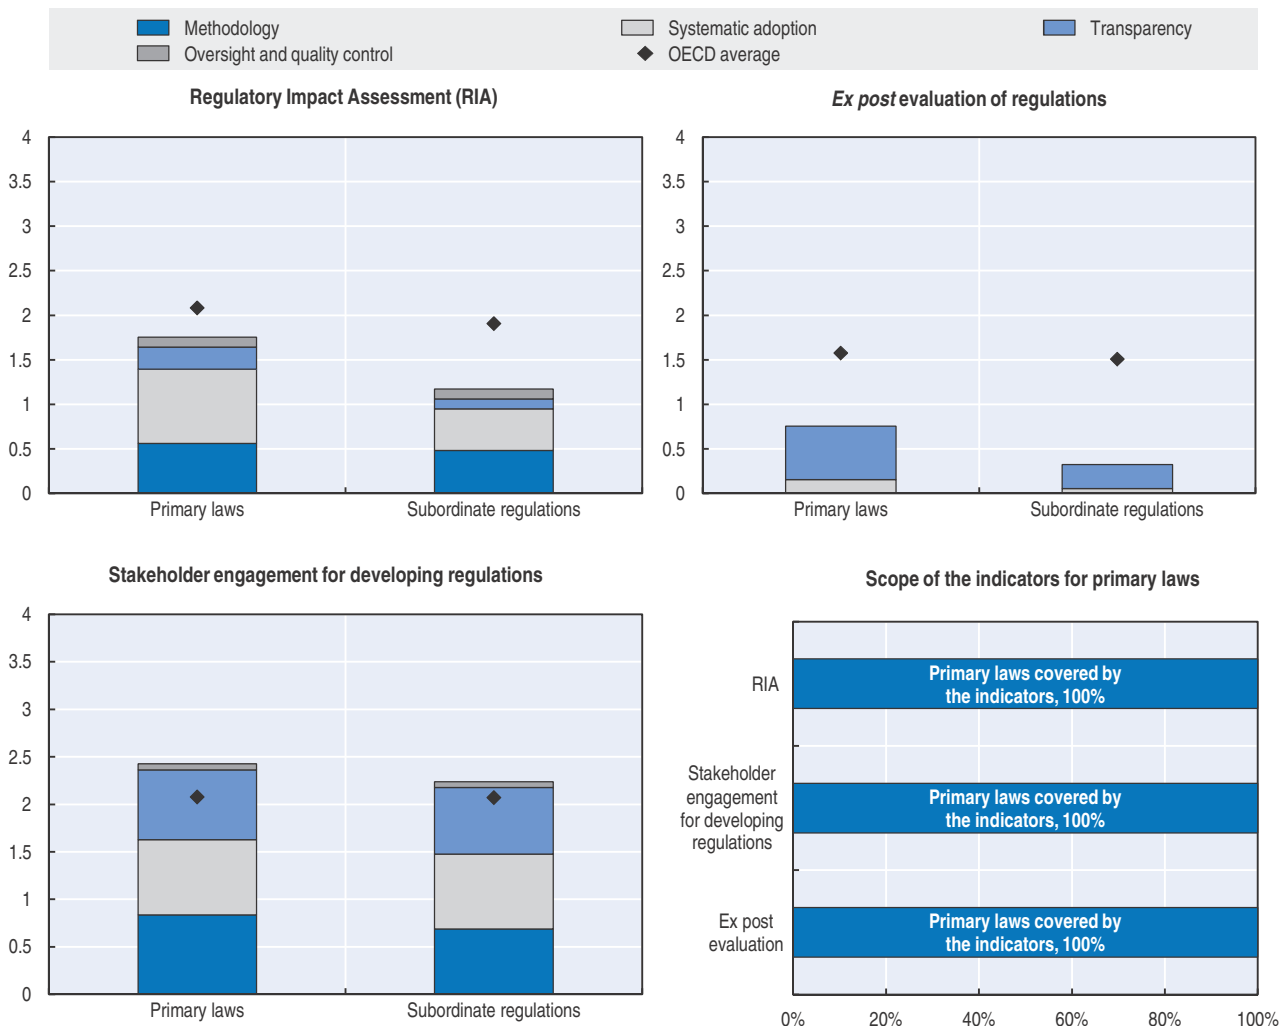 Methodology
Systematic adoption
Transparency
Oversight and quality control
OECD average
Regulatory Impact Assessment (RIA)
4
3.5
3
2.5
2
1.5
1
0.5
0
Primary laws
Subordinate regulations
Ex post evaluation of regulations
4
3.5
3
2.5
2
1.5
1
0.5
0
Primary laws
Subordinate regulations
Stakeholder engagement for developing regulations
4
3.5
3
2.5
2
1.5
1
0.5
0
Primary laws
Subordinate regulations
Scope of the indicators for primary laws
RIA
Primary laws covered by
the indicators, 100%
Stakeholder
engagement
for developing
regulations
Primary laws covered by
the indicators, 100%
Ex post
evaluation
Primary laws covered by
the indicators, 100%
0%
20%
40%
60%
80%
100%